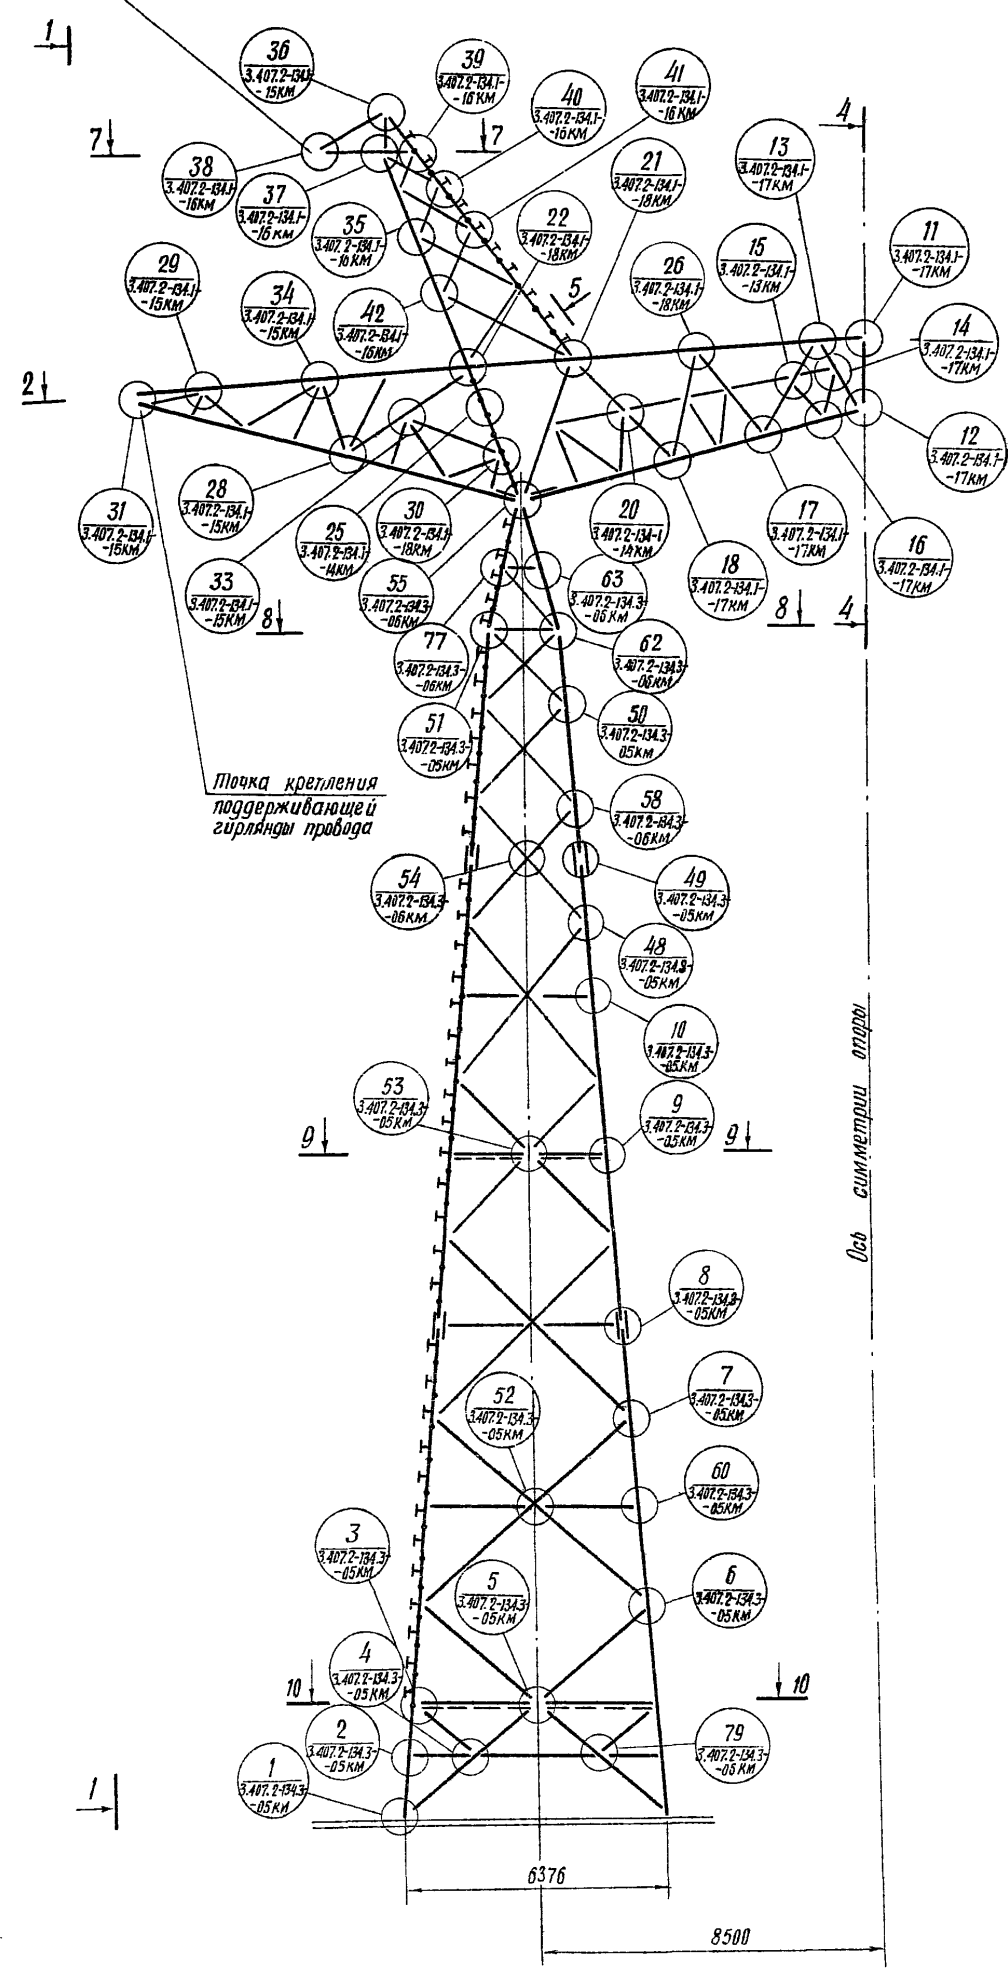 1
36
3.407.2-134.1-
-15КМ
39
3.407.2-134.1-
-16КМ
41
3.407.2-134.1-
-16КМ
40
3.407.2-134.1-
-16КМ
4
7
7
13
3.407.2-134.1-
-17КМ
38
3.407.2-134.1-
-16КМ
21
3.407.2-134.1-
-18КМ
37
3.407.2-134.1-
-16КМ
35
3.407.2-134.1-
-16КМ
22
3.407.2-134.1-
-18КМ
11
3.407.2-134.1-
-17КМ
15
3.407.2-134.1-
-13КМ
29
3.407.2-134.1-
-15КМ
26
3.407.2-134.1-
-18КМ
5
34
3.407.2-134.1-
-15КМ
42
3.407.2-134.1-
-16КМ
14
3.407.2-134.1-
-17КМ
2
12
3.407.2-134.1-
-17КМ
28
3.407.2-134.1-
-15КМ
31
3.407.2-134.1-
-15КМ
25
3.407.2-134.1-
-14КМ
30
3.407.2-134.1-
-18КМ
20
3.407.2-134-1
-14КМ
17
3.407.2-134.1-
-17КМ
16
3.407.2-134.1-
-17КМ
18
3.407.2-134.1-
-17КМ
33
3.407.2-134.1-
-15КМ
55
3.407.2-134.3-
-06КМ
63
3.407.2-134.3-
-06КМ
8
8
4
77
3.407.2-134.3-
-06КМ
62
3.407.2-134.3-
-06КМ
51
3.407.2-134.3-
-05КМ
50
3.407.2-134.3-
05КМ
Точка крепления
поддерживающей
гирлянды провода
58
3.407.2-134.3-
-06КМ
54
3.407.2-134.3-
-06КМ
49
3.407.2-134.3-
-05КМ
48
3.407.2-134.3-
-05КМ
10
3.407.2-134.3-
-05КМ
Ось симметрии опоры
53
3.407.2-134.3-
-05КМ
9
3.407.2-134.3-
-05КМ
9
9
8
3.407.2-134.3-
-05КМ
7
3.407.2-134.3-
-05КМ
52
3.407.2-134.3-
-05КМ
60
3.407.2-134.3-
-05КМ
3
3.407.2-134.3-
-05КМ
5
3.407.2-134.3-
-05КМ
6
3.407.2-134.3-
-05КМ
4
3.407.2-134.3-
-05КМ
10
10
2
3.407.2-134.3-
-05КМ
79
3.407.2-134.3-
-05КМ
1
3.407.2-134.3-
-05КМ
1
6376
8500